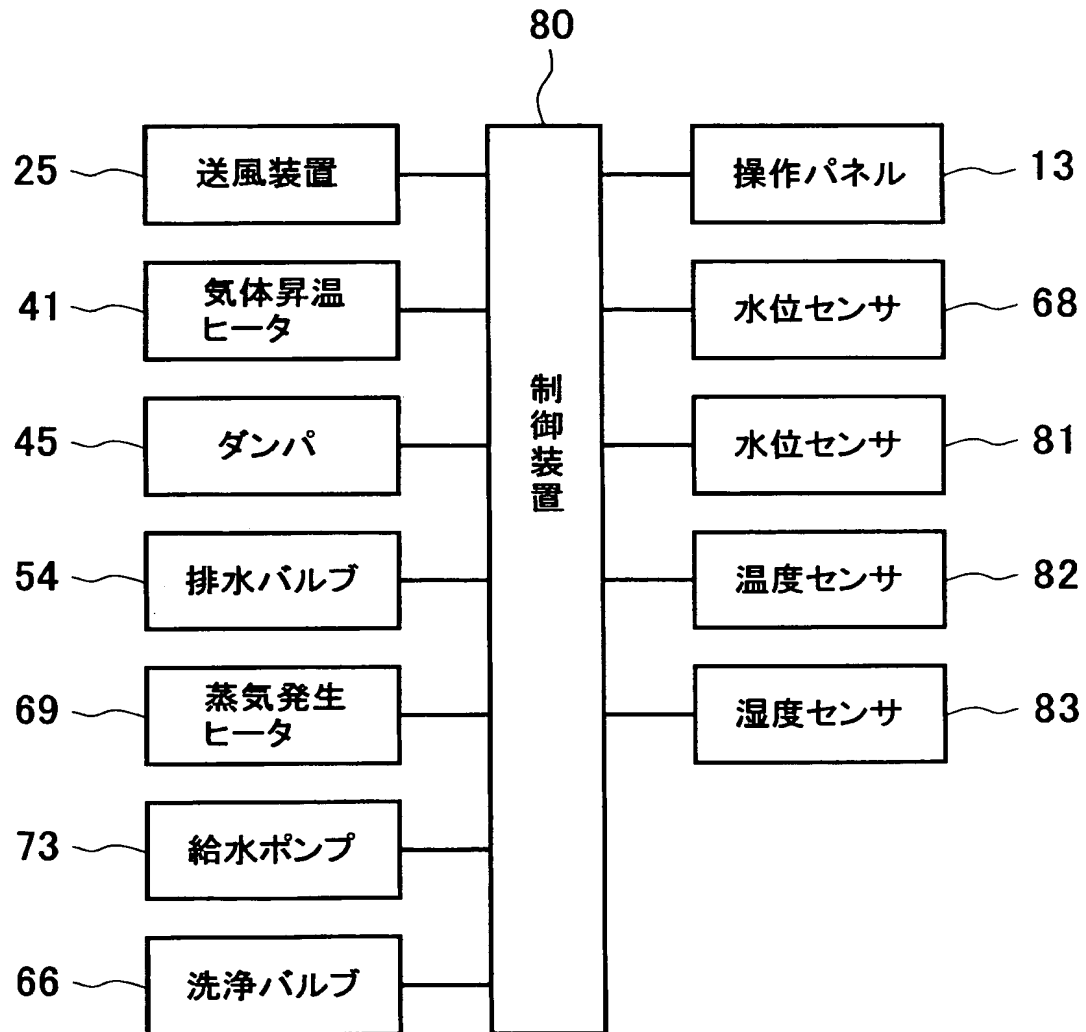 80
25 送風装置
操作パネル 13
41 気体昇温
ヒータ
水位センサ 68
45 ダンパ
水位センサ 81
制御装置
54 排水バルブ
温度センサ 82
69 蒸気発生
ヒータ
湿度センサ 83
73 給水ポンプ
66 洗浄バルブ